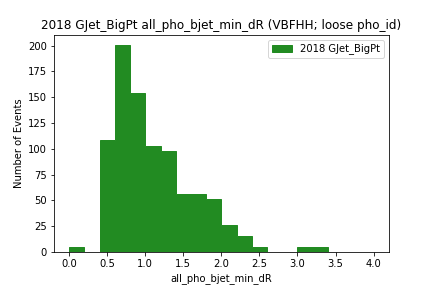 2018 GJet_BigPt all_pho_bjet_min_dR (VBFHH; loose pho_id)
2018 GJet_BigPt
Number of Events
200
175
150
125
100
75
50
25
0
0.0 0.5 1.0 1.5 2.0 2.5 3.0 3.5 4.0
all_pho_bjet_min_dR